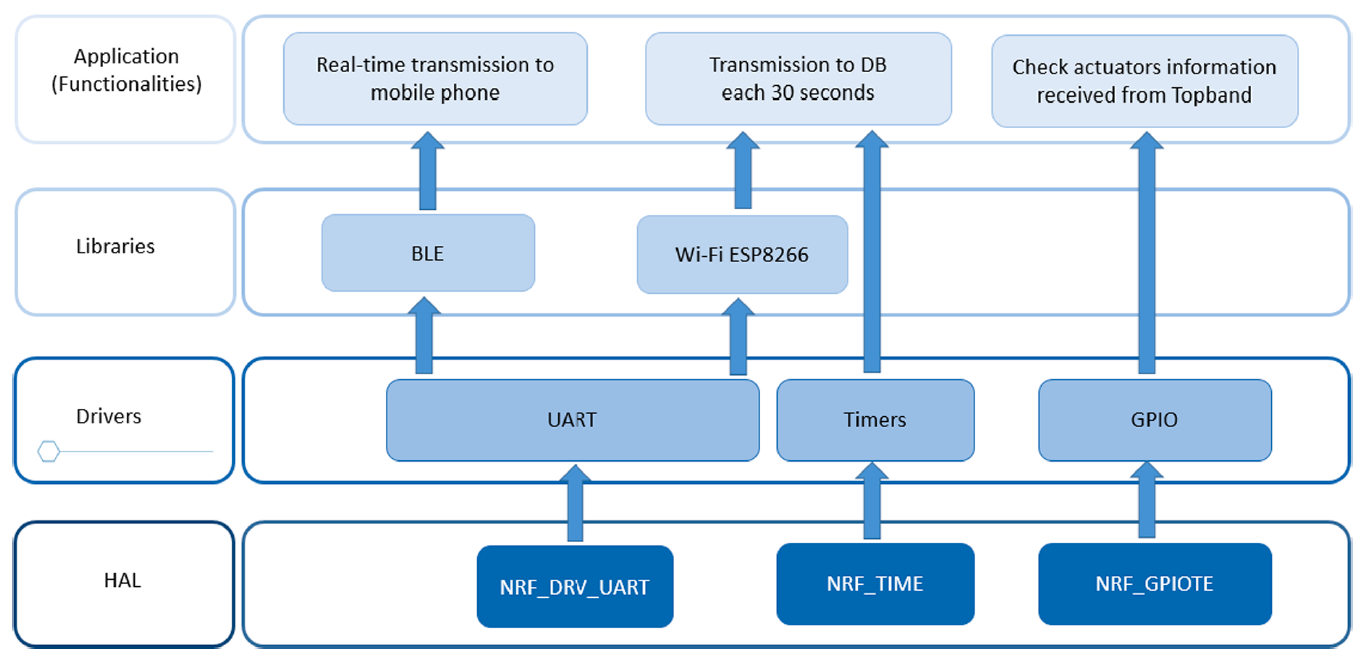 Application
(Functionalities)
Real-time transmission to
mobile phone
Transmission to DB
each 30 seconds
Check actuators information
received from Topband
Libraries
BLE
Wi-Fi ESP8266
Drivers
UART
Timers
GPIO
HAL
NRF_DRV_UART
NRF_TIME
NRF_GPIOTE